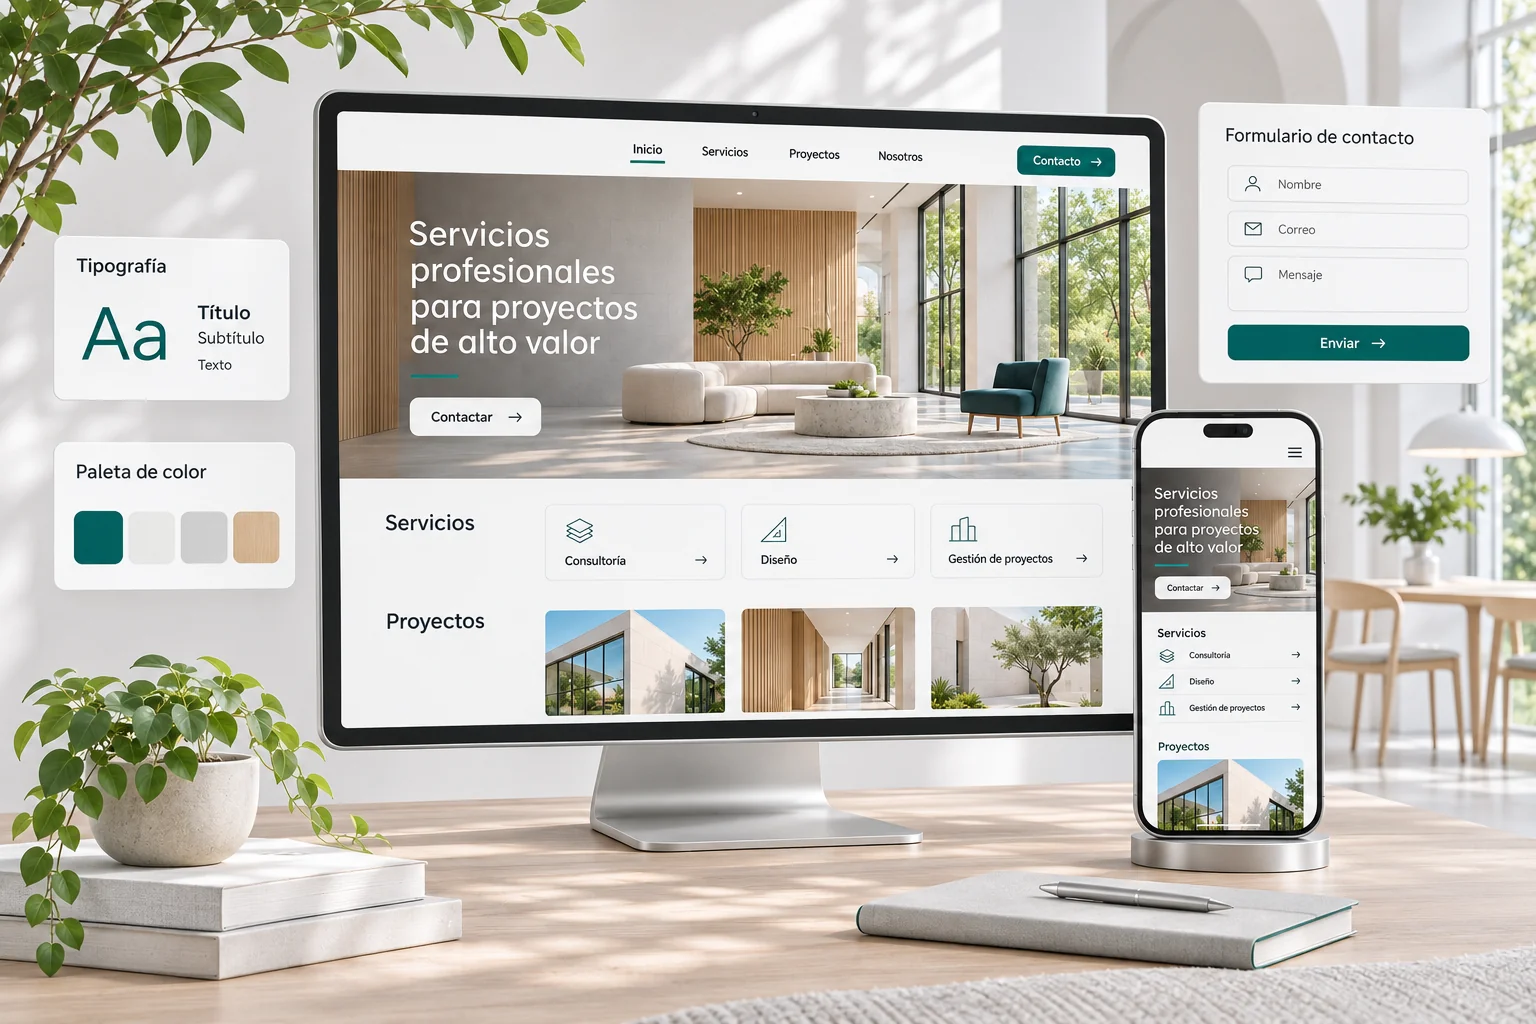 Inicio
Servicios
Proyectos
Nosotros
Contacto
Servicios
profesionales
para proyectos
de alto valor
Contactar
Servicios
Consultoría
Diseño
Gestión de proyectos
Proyectos
Tipografía
Aa
Título
Subtítulo
Texto
Paleta de color
Formulario de contacto
Nombre
Correo
Mensaje
Enviar
Servicios
profesionales
para proyectos
de alto valor
Contactar
Servicios
Consultoría
Diseño
Gestión de proyectos
Proyectos